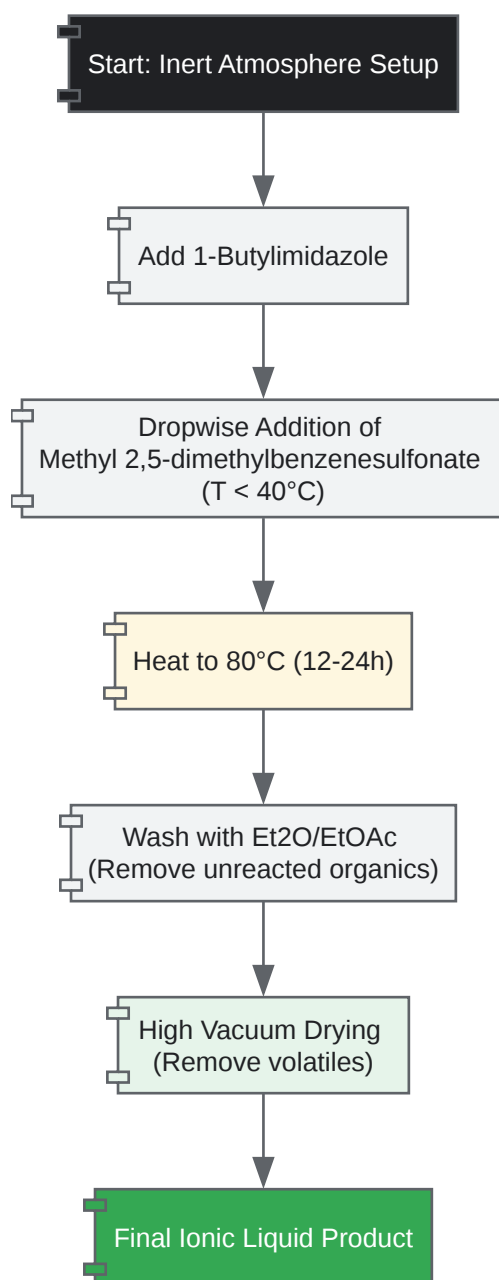 Start: Inert Atmosphere Setup
Add 1-Butylimidazole
Dropwise Addition of
Methyl 2,5-dimethylbenzenesulfonate
(T < 40°C)
Heat to 80°C (12-24h)
Wash with Et2O/EtOAc
(Remove unreacted organics)
High Vacuum Drying
(Remove volatiles)
Final Ionic Liquid Product